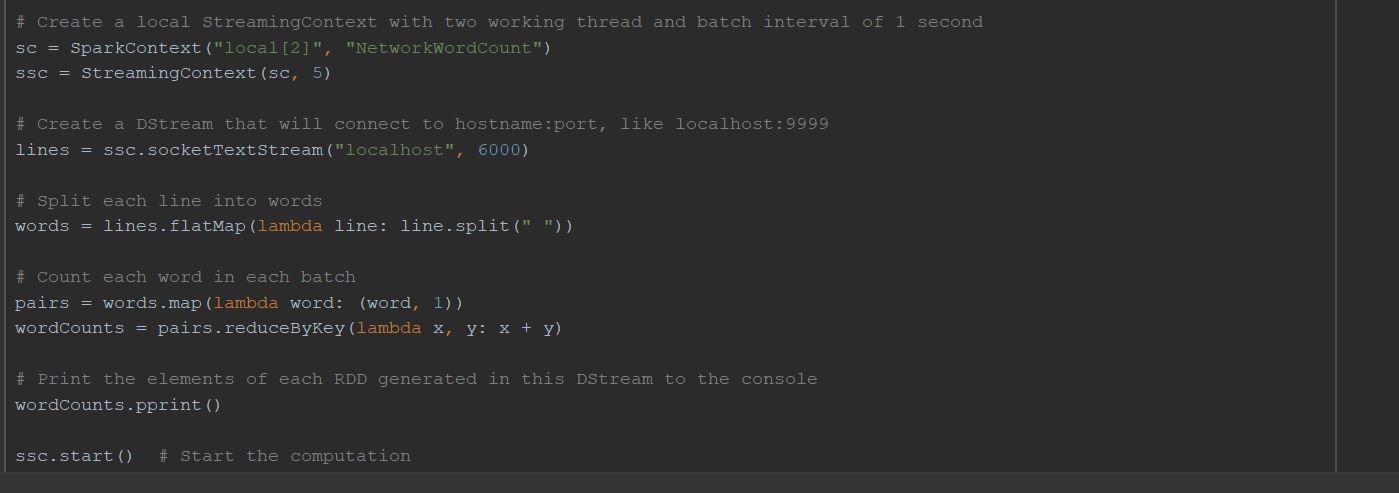 # Create a local StreamingContext with two working thread and batch interval of 1 second
sc = SparkContext("local[2]", "NetworkWordCount")
ssc = StreamingContext(sc, 5)
# Create a DStream that will connect to hostname:port, like localhost:9999
lines = ssc.socketTextStream("localhost", 6000)
# Split each line into words
words = lines.flatMap(lambda line: line.split(" "))
# Count each word in each batch
pairs = words.map(lambda word: (word, 1))
wordCounts = pairs.reduceByKey(lambda x, y: x + y)
# Print the elements of each RDD generated in this DStream to the console
wordCounts.pprint()
ssc.start()  # Start the computation